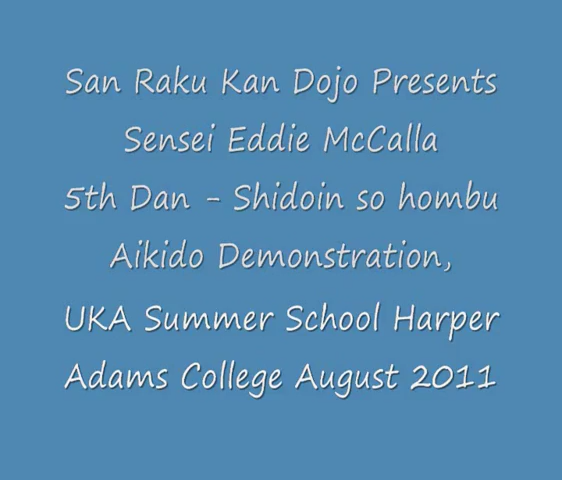 San Raku Kan Dojo Presents
Sensei Eddie McCalla
5th Dan - Shidoin so hombu
Aikido Demonstration,
UKA Summer School Harper
Adams College August 2011